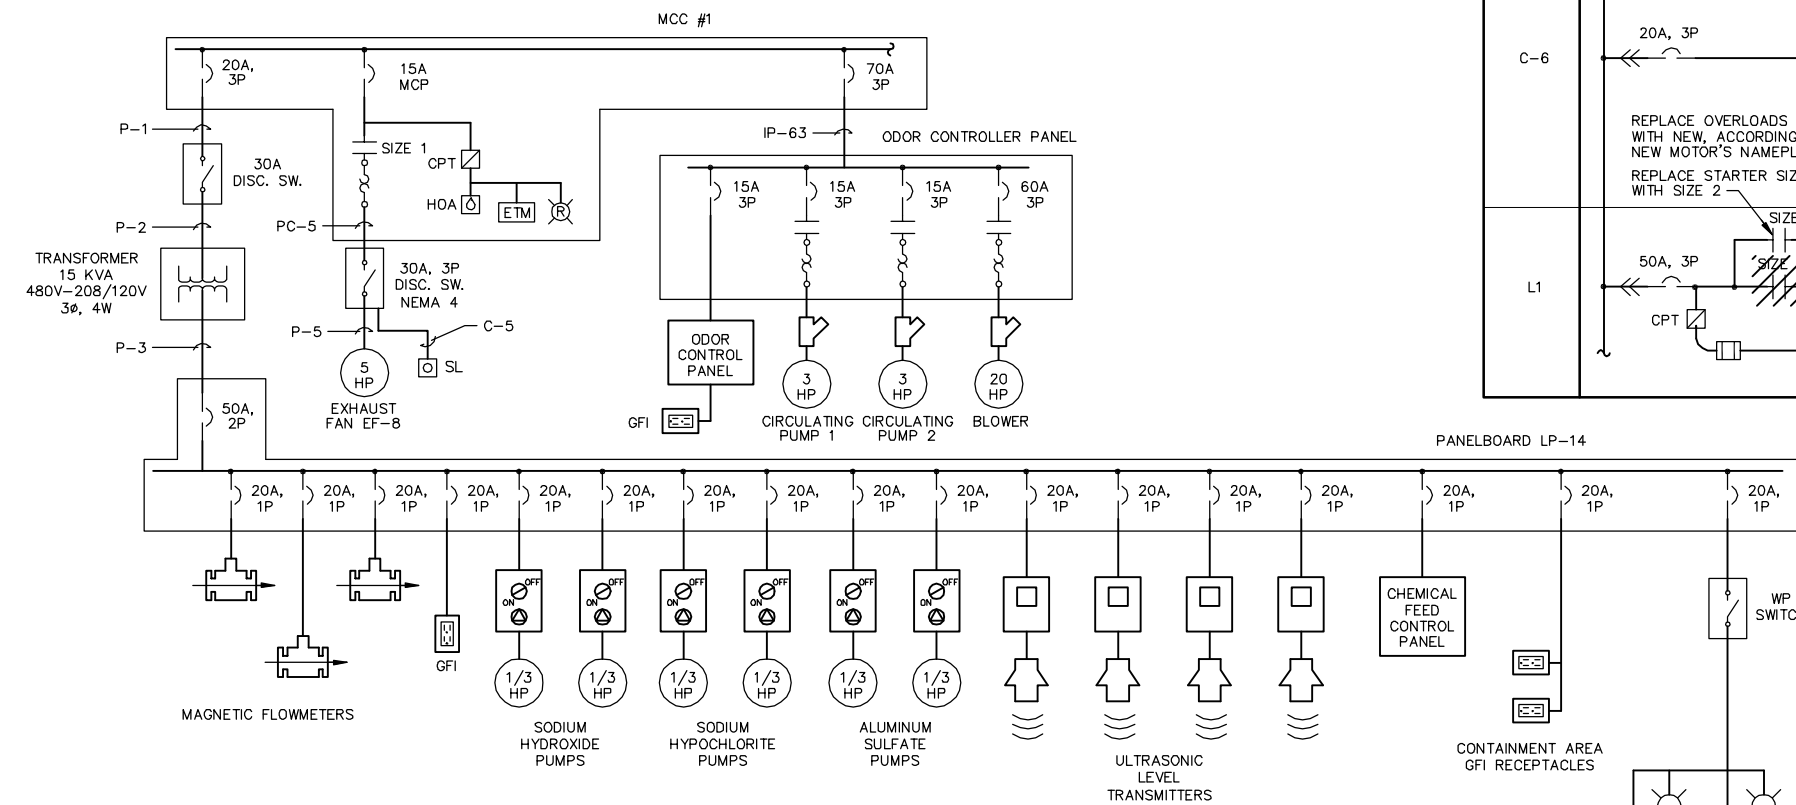 MCC #1
20A,
3P
15A
MCP
70A
3P
P-1
30A
DISC. SW.
SIZE 1
CPT
HOA
ETM
R
IP-63
ODOR CONTROLLER PANEL
15A
3P
15A
3P
15A
3P
60A
3P
P-2
PC-5
TRANSFORMER
15 KVA
480V-208/120V
3ø, 4W
30A, 3P
DISC. SW.
NEMA 4
P-5
C-5
SL
P-3
5
HP
EXHAUST
FAN EF-8
ODOR
CONTROL
PANEL
GFI
3
HP
CIRCULATING
PUMP 1
3
HP
CIRCULATING
PUMP 2
20
HP
BLOWER
C-6
20A, 3P
REPLACE OVERLOADS
WITH NEW, ACCORDING
NEW MOTOR'S NAMEPL
REPLACE STARTER SIZ
WITH SIZE 2
SIZE
L1
50A, 3P
SIZE
CPT
50A,
2P
PANELBOARD LP-14
20A,
1P
20A,
1P
20A,
1P
20A,
1P
20A,
1P
20A,
1P
20A,
1P
20A,
1P
20A,
1P
20A,
1P
20A,
1P
20A,
1P
20A,
1P
20A,
1P
20A,
1P
20A,
1P
20A,
1P
MAGNETIC FLOWMETERS
GFI
OFF
ON
OFF
ON
OFF
ON
OFF
ON
OFF
ON
OFF
ON
1/3
HP
1/3
HP
1/3
HP
1/3
HP
1/3
HP
1/3
HP
SODIUM
HYDROXIDE
PUMPS
SODIUM
HYPOCHLORITE
PUMPS
ALUMINUM
SULFATE
PUMPS
ULTRASONIC
LEVEL
TRANSMITTERS
CHEMICAL
FEED
CONTROL
PANEL
CONTAINMENT AREA
GFI RECEPTACLES
WP
SWITC